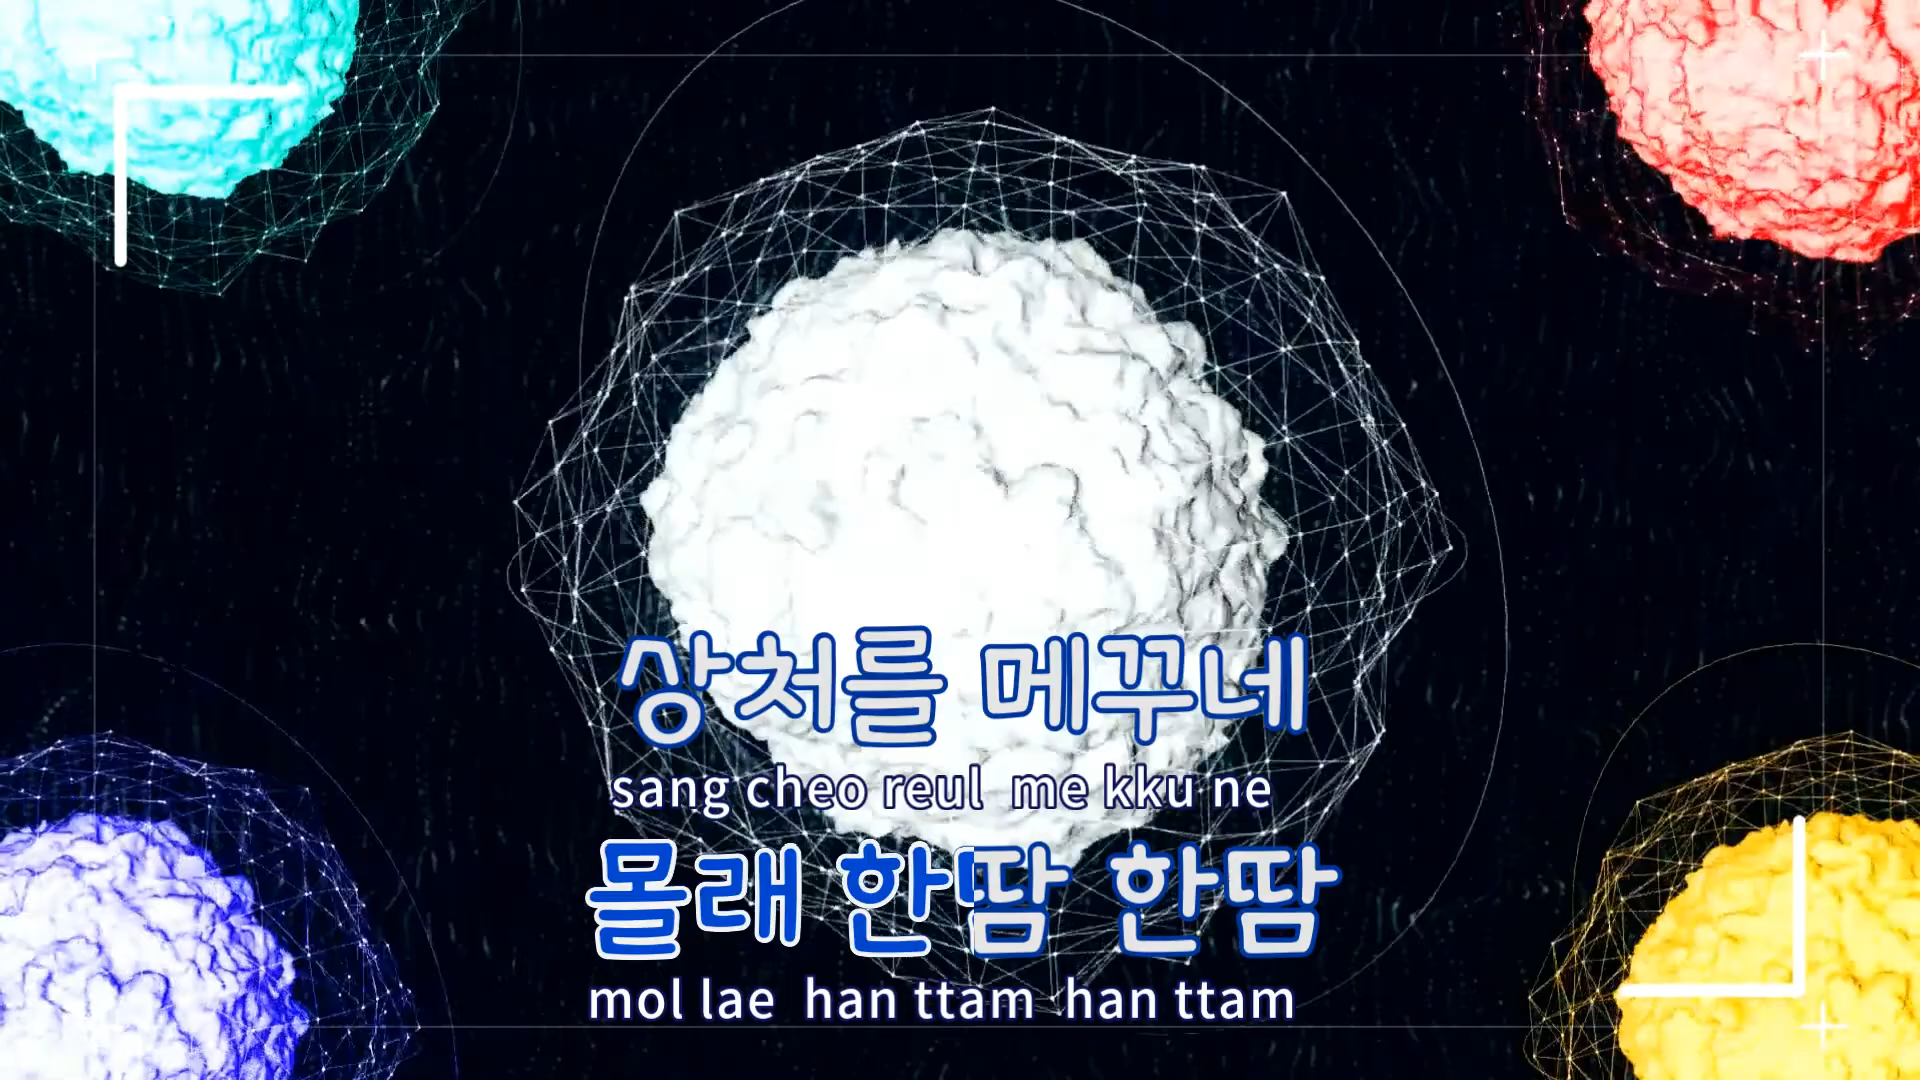 상처를 메꾸네
sang cheo reul me kku ne
몰래 한땀 한땀
mol lae han ttam han ttam